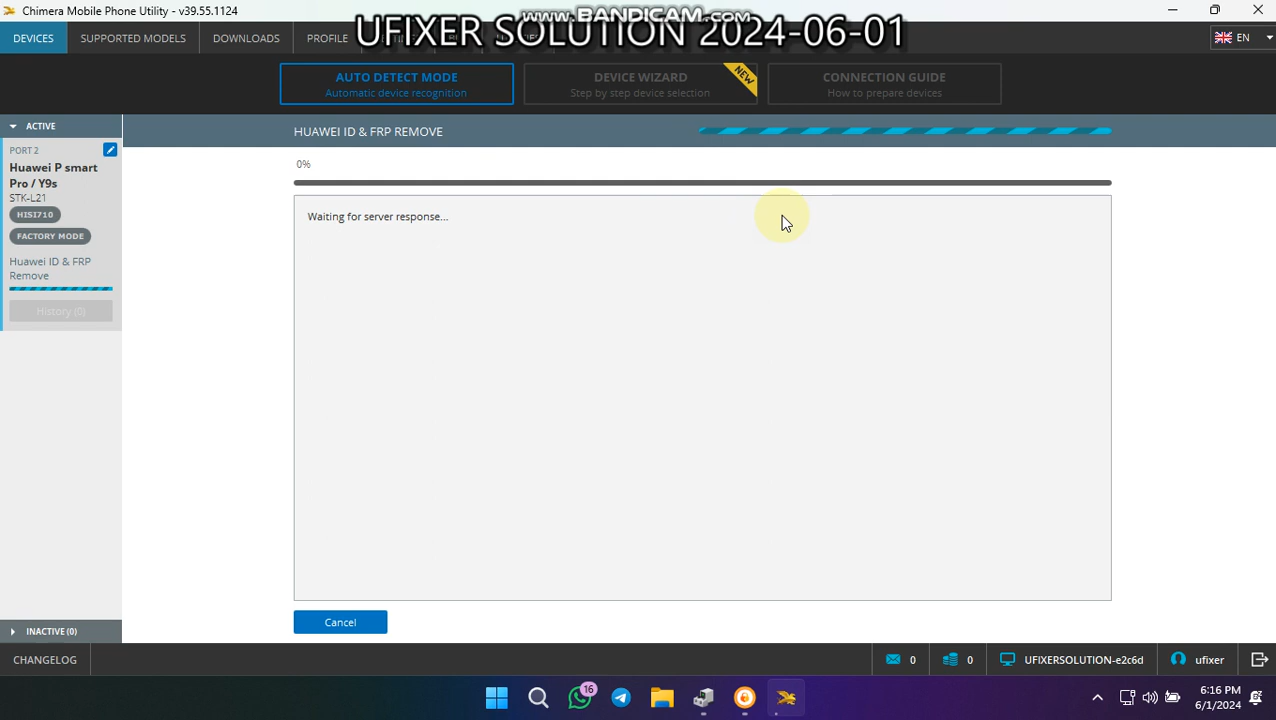 Chimera Mobile Phone Utility - v39.55.1124
www.BANDICAM.com
UFIXER SOLUTION 2024-06-01
DEVICES
SUPPORTED MODELS
DOWNLOADS
PROFILE
EN
AUTO DETECT MODE
Automatic device recognition
DEVICE WIZARD
Step by step device selection
NEW
CONNECTION GUIDE
How to prepare devices
ACTIVE
PORT 2
Huawei P smart
Pro / Y9s
STK-L21
HISI710
FACTORY MODE
Huawei ID & FRP
Remove
History (0)
HUAWEI ID & FRP REMOVE
0%
Waiting for server response...
Cancel
INACTIVE (0)
CHANGELOG
0
0
UFIXERSOLUTION-e2c6d
ufixer
16
6:16 PM
6/1/2024